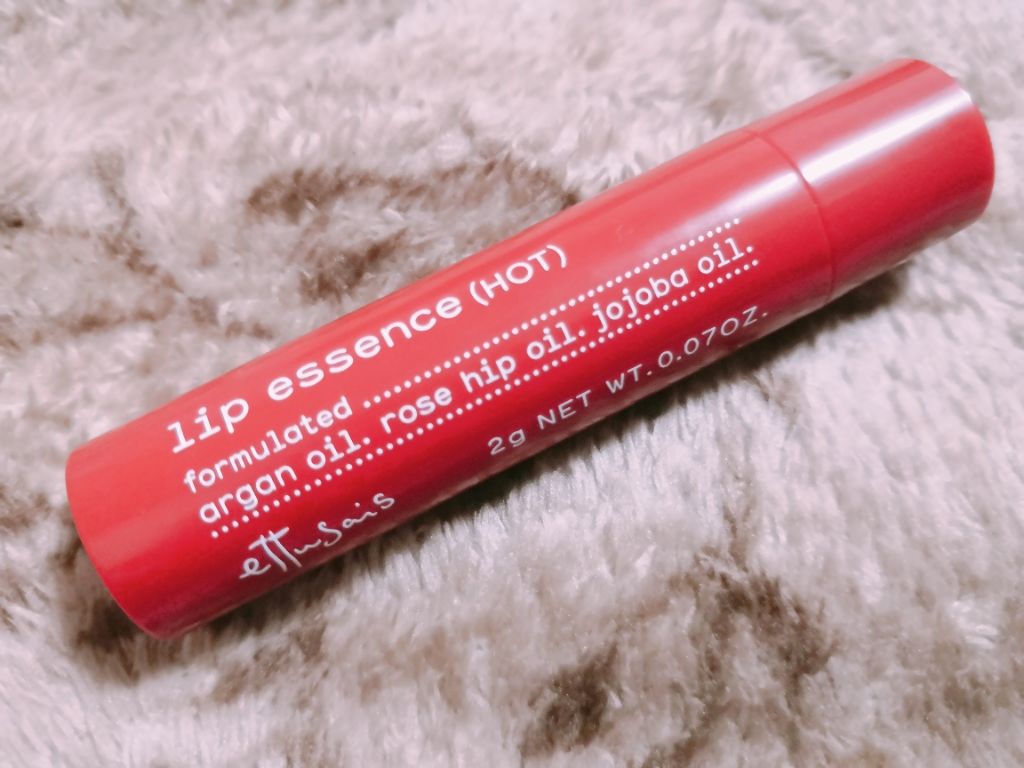 lip essence (HOT)
formulated ........................................
argan oil. rose hip oil. jojoba oil.
2g NET WT. 0.07OZ.
ettusais